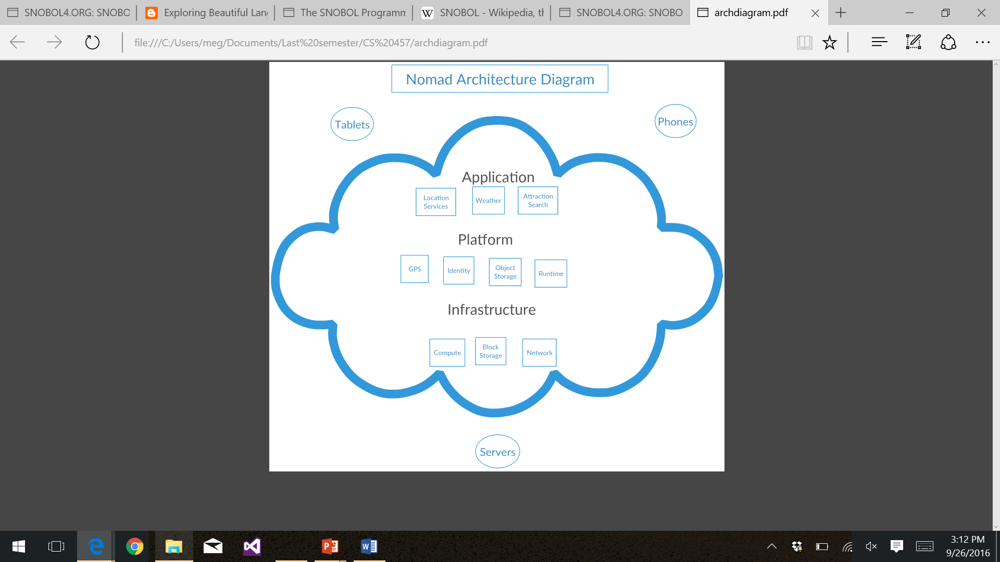 SNOBOL4.ORG: SNOBO
Exploring Beautiful Lan
The SNOBOL Programm
W SNOBOL - Wikipedia, th
SNOBOL4.ORG: SNOBO
archdiagram.pdf
file:///C:/Users/meg/Documents/Last%20semester/CS%20457/archdiagram.pdf
Nomad Architecture Diagram
Tablets
Phones
Application
Location
Services
Weather
Attraction
Search
Platform
GPS
Identity
Object
Storage
Runtime
Infrastructure
Compute
Block
Storage
Network
Servers
3:12 PM
9/26/2016